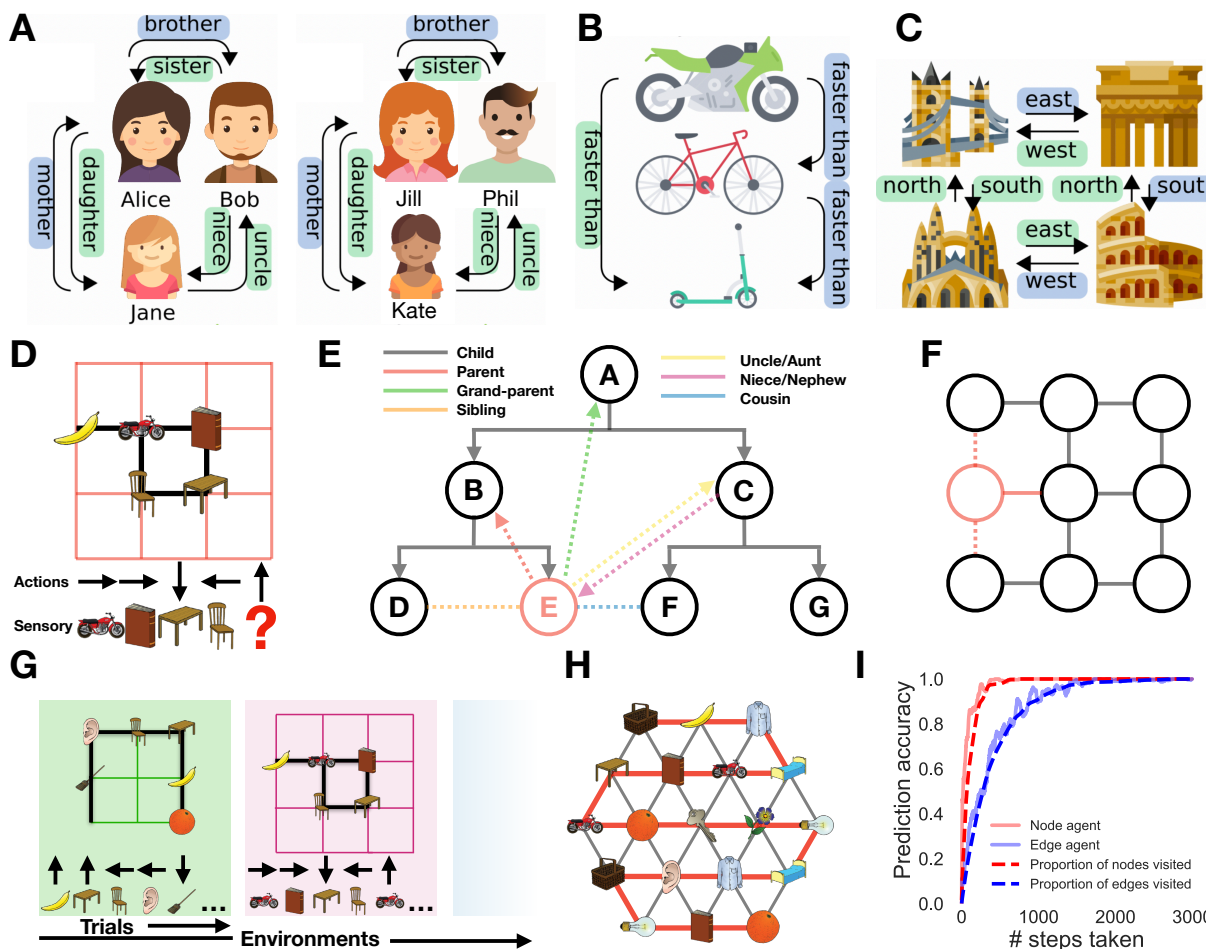 A
brother
sister
mother
daughter
Alice
Bob
niece
uncle
Jane
brother
sister
mother
daughter
Jill
Phil
niece
uncle
Kate
B
faster than
faster than
faster than
C
east
west
north
south
north
sout
east
west
D
Actions
Sensory
?
E
Child
Parent
Grand-parent
Sibling
Uncle/Aunt
Niece/Nephew
Cousin
A
B
C
D
E
F
G
F
G
...
...
Trials
Environments
H
I
Prediction accuracy
1.0
0.8
0.6
0.4
0.2
0.0
Node agent
Edge agent
Proportion of nodes visited
Proportion of edges visited
0
1000
2000
3000
# steps taken